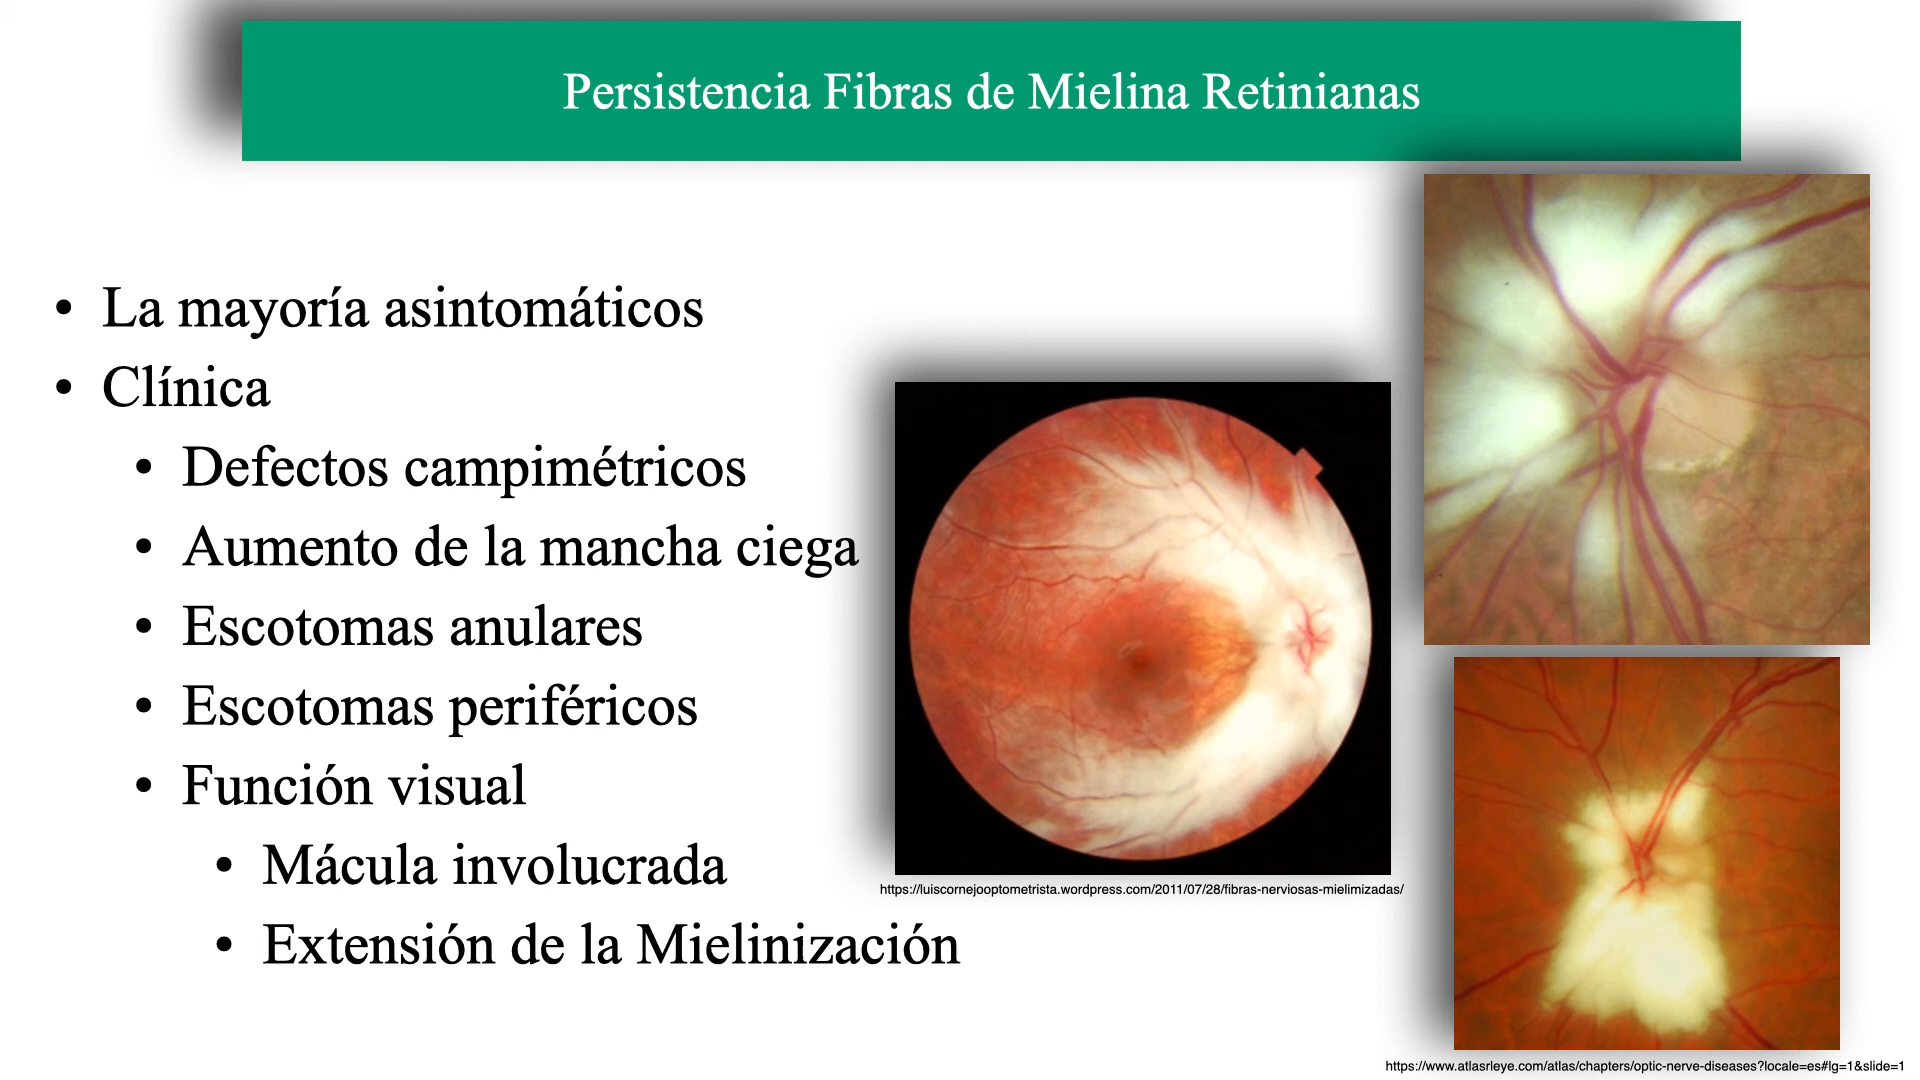 Persistencia Fibras de Mielina Retinianas
• La mayoría asintomáticos
• Clínica
• Defectos campimétricos
• Aumento de la mancha ciega
• Escotomas anulares
• Escotomas periféricos
• Función visual
• Mácula involucrada
• Extensión de la Mielinización
https://luiscornejooptometrista.wordpress.com/2011/07/28/fibras-nerviosas-mielimizadas/
https://www.atlasrleye.com/atlas/chapters/optic-nerve-diseases?locale=es#lg=1&slide=1